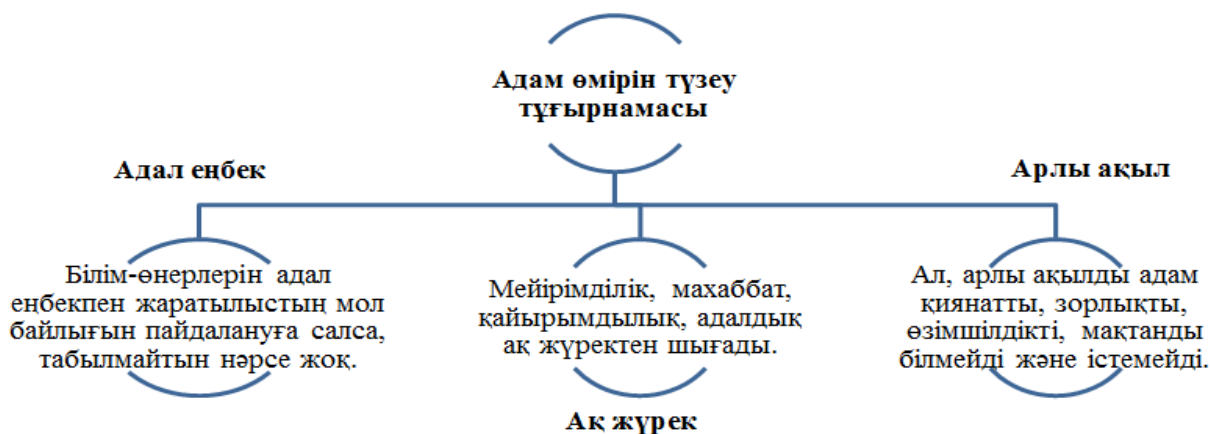 Адам өмірін түзеу
тұғырнамасы
Адал еңбек
Арлы ақыл
Білім-өнерлерін адал
еңбекпен жаратылыстың мол
байлығын пайдалануға салса,
табылмайтын нәрсе жоқ.
Мейірімділік, махаббат,
қайырымдылық, адалдық
ақ жүректен шығады.
Ал, арлы ақылды адам
қиянатты, зорлықты,
өзімшілдікті, мақтанды
білмейді және істемейді.
Ақ жүрек